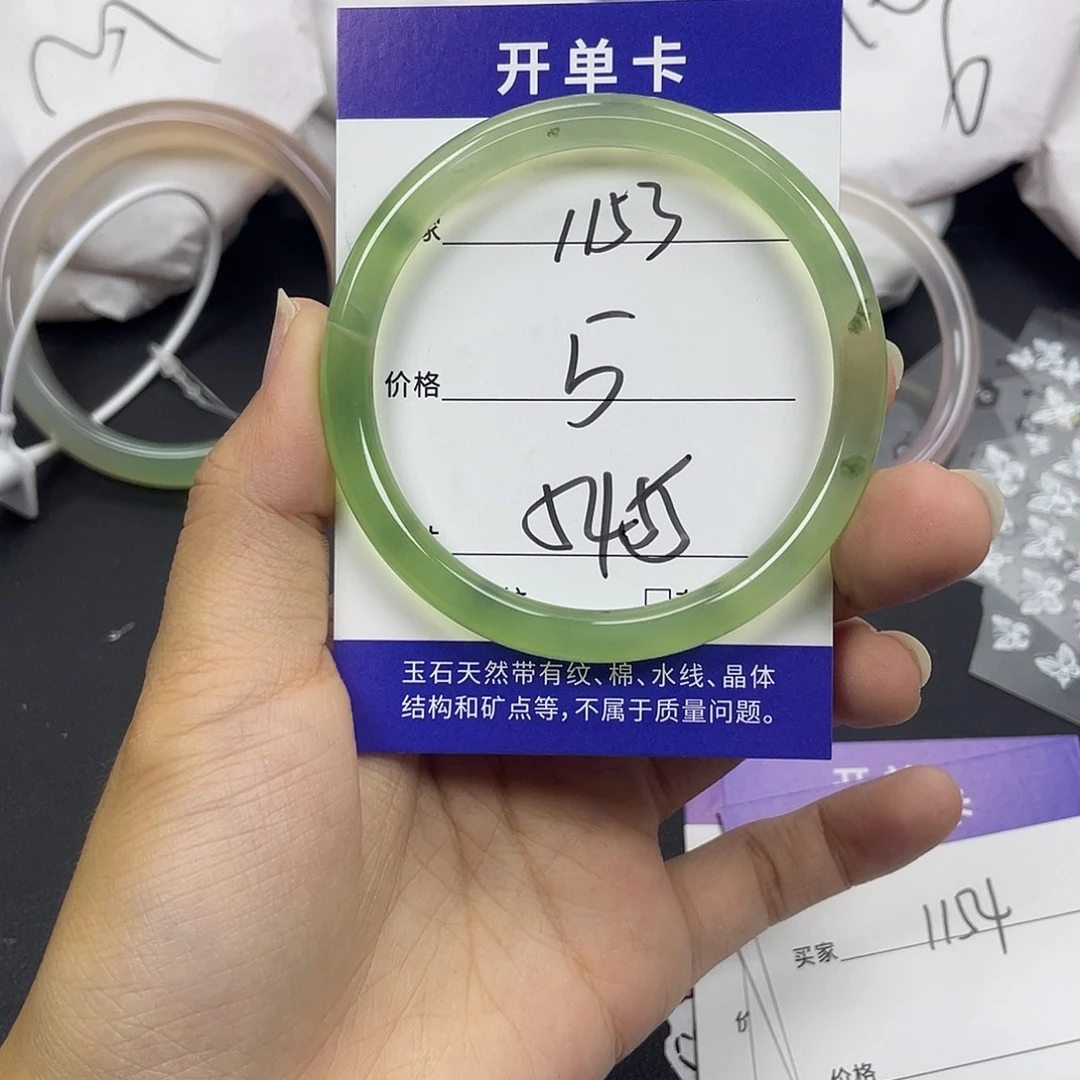 开单卡
家 1153
价格 5
玉石天然带有纹、棉、水线、晶体
结构和矿点等，不属于质量问题。
买家 1154
价格